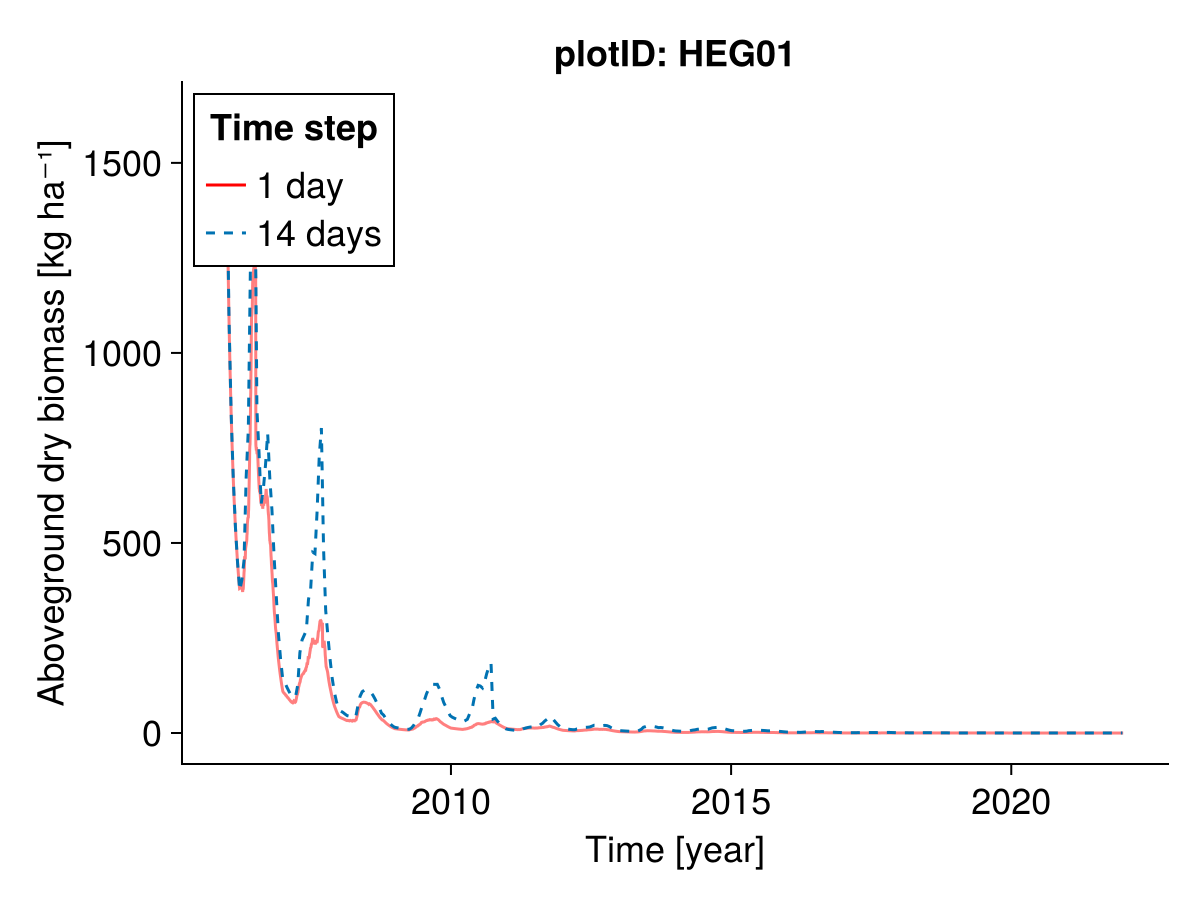 plotID: HEG01
Time step
1 day
14 days
Aboveground dry biomass [kg ha⁻¹]
1500
1000
500
0
2010
2015
2020
Time [year]